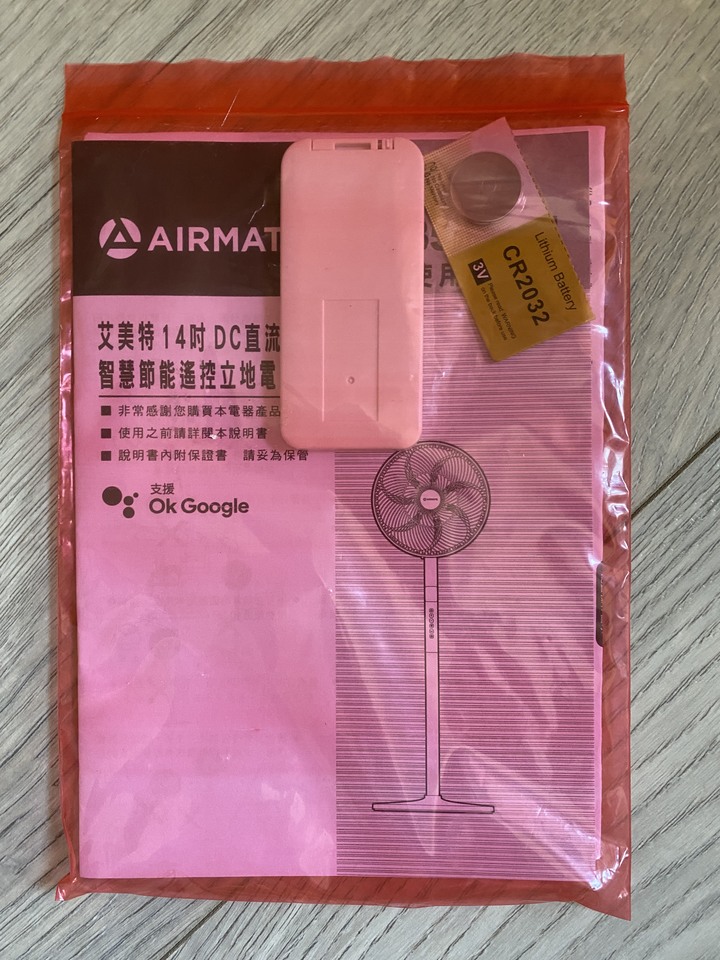 AIRMAT
使用
艾美特 14吋 DC直流
智慧節能遙控立地電
■ 非常感謝您購買本電器產品
■ 使用之前請詳閱本說明書
■ 說明書內附保證書 請妥為保管
支援
Ok Google
Lithium Battery
CR2032
3V